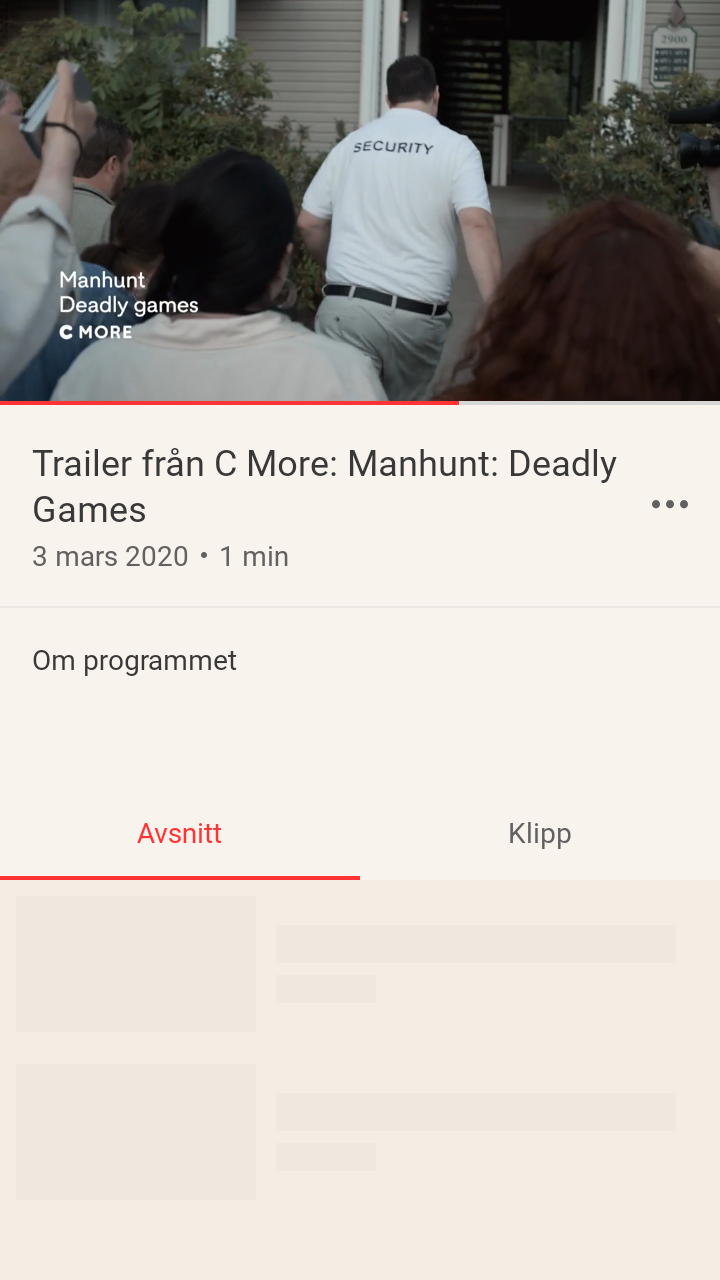 2900
SECURITY
Manhunt
Deadly games
C MORE
Trailer från C More: Manhunt: Deadly
Games
3 mars 2020 • 1 min
Om programmet
Avsnitt
Klipp